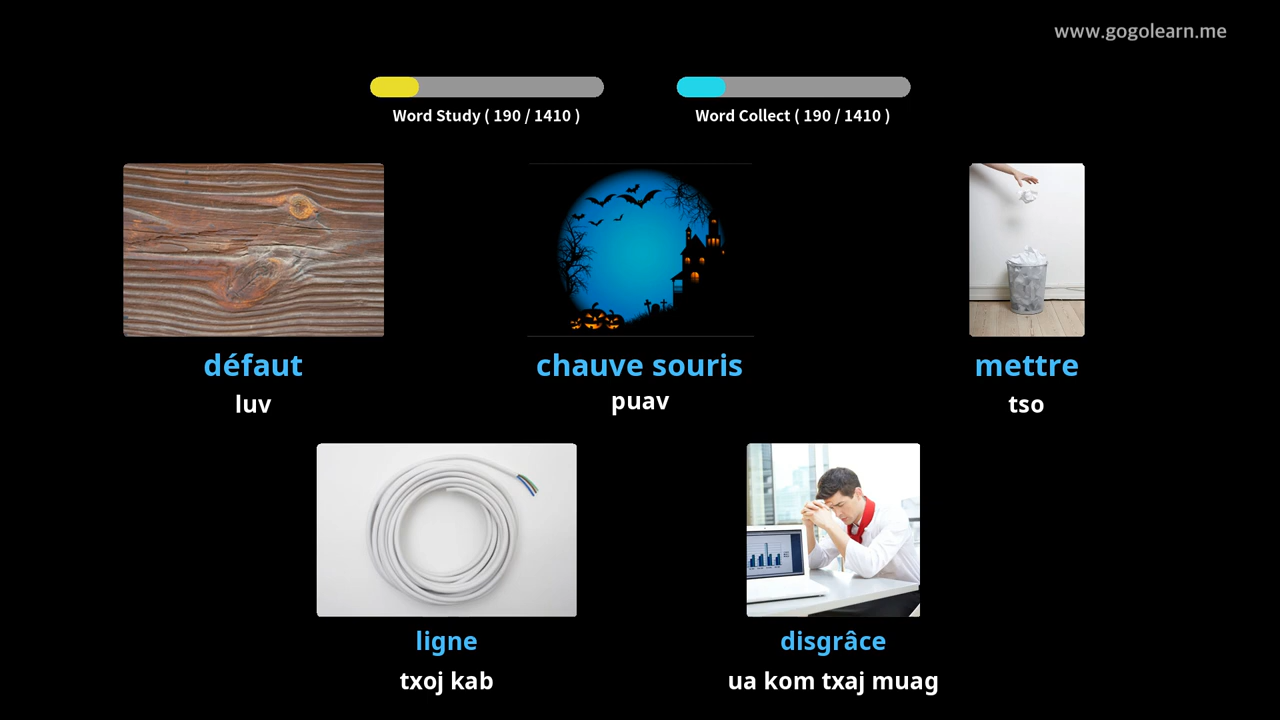 www.gogolearn.me
Word Study ( 190 / 1410 )
Word Collect ( 190 / 1410 )
défaut
luv
chauve souris
puav
mettre
tso
ligne
txoj kab
disgrâce
ua kom txaj muag